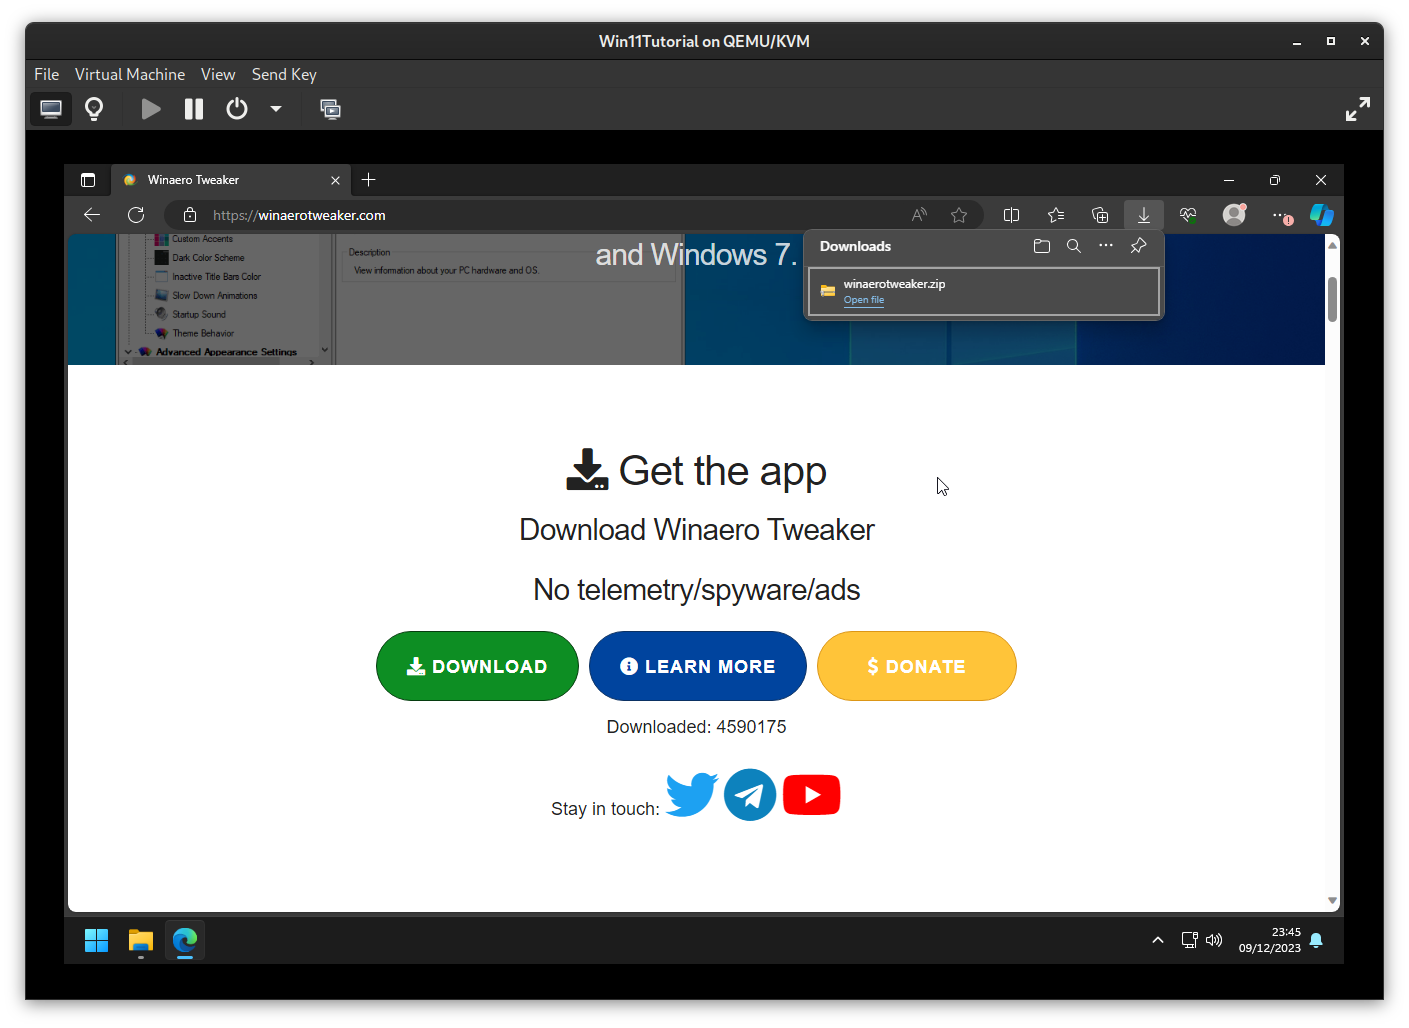 Win11Tutorial on QEMU/KVM
File Virtual Machine View Send Key
Winaero Tweaker
https://winaerotweaker.com
Custom Accents
Dark Color Scheme
Inactive Title Bars Color
Slow Down Animations
Startup Sound
Theme Behavior
Advanced Appearance Settings
Description
View information about your PC hardware and OS.
and Windows 7.
Downloads
winaerotweaker.zip
Open file
Get the app
Download Winaero Tweaker
No telemetry/spyware/ads
DOWNLOAD
LEARN MORE
$ DONATE
Downloaded: 4590175
Stay in touch:
23:45
09/12/2023